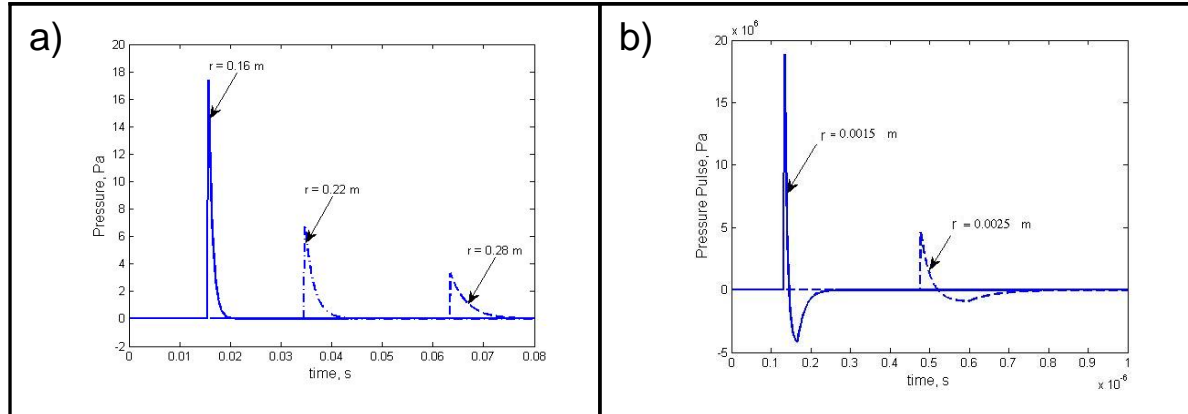 a)
20
18
16
14
12
10
8
6
4
2
0
-2
Pressure, Pa
r = 0.16 m
r = 0.22 m
r = 0.28 m
0 0.01 0.02 0.03 0.04 0.05 0.06 0.07 0.08
time, s
b)
x 10⁶
20
15
10
5
0
-5
Pressure Pulse, Pa
r = 0.0015 m
r = 0.0025 m
0 0.1 0.2 0.3 0.4 0.5 0.6 0.7 0.8 0.9 1
time, s
x 10⁻⁶